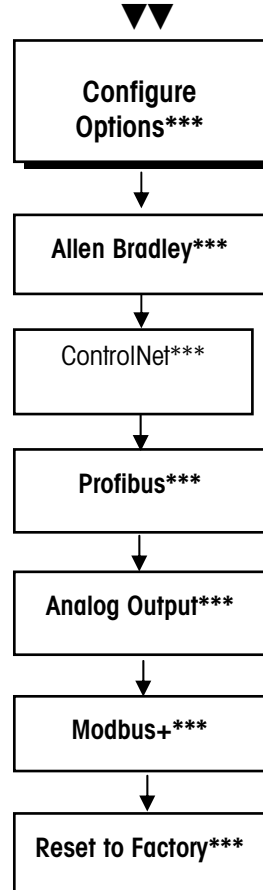 Configure
Options***
Allen Bradley***
ControlNet***
Profibus***
Analog Output***
Modbus+***
Reset to Factory***